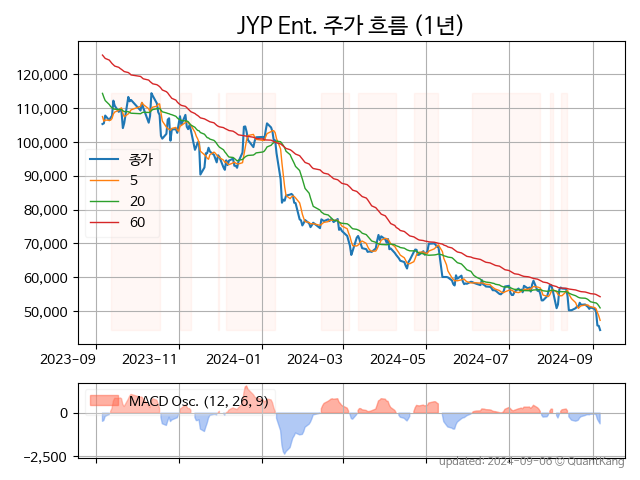 JYP Ent. 주가 흐름 (1년)
120,000
110,000
100,000
90,000
80,000
70,000
60,000
50,000
종가
5
20
60
2023-09 2023-11 2024-01 2024-03 2024-05 2024-07 2024-09
MACD Osc. (12, 26, 9)
0
−2,500
updated: 2024-09-06 © QuantKang